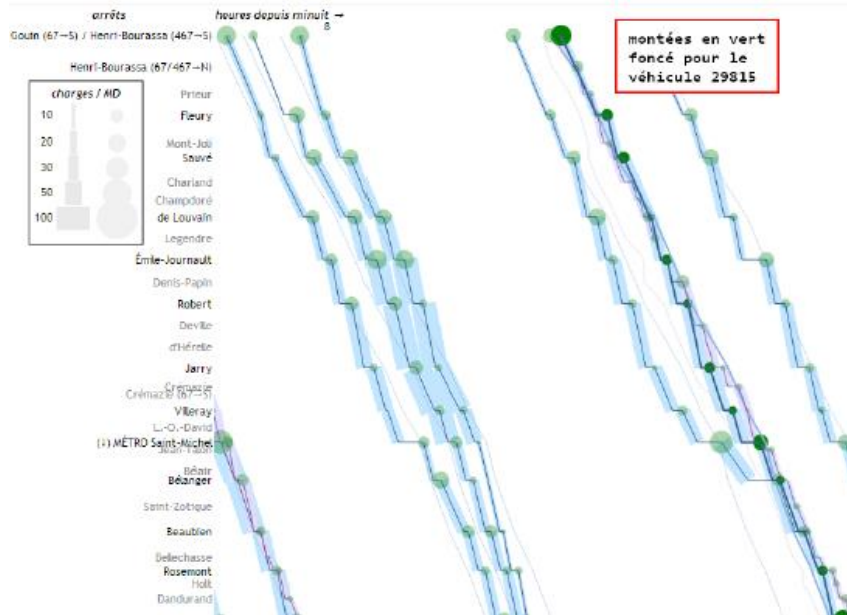 arrêts
heures depuis minuit →
8
Gouin (67→S) / Henri-Bourassa (467→S)
Henri-Bourassa (67/467→N)
Prieur
Fleury
Mont-Joli
Sauvé
Charland
Champdoré
de Louvain
Legendre
Émile-Journault
Denis-Papin
Robert
Deville
d'Hérelle
Jarry
Crémazie
Crémazie (67→S)
Villeray
L.-O.-David
(↓) MÉTRO Saint-Michel
Jean-Talon
Bélair
Bélanger
Saint-Zotique
Beaubien
Bellechasse
Rosemont
Holt
Dandurand
charges / MD
10
20
30
50
100
montées en vert
foncé pour le
véhicule 29815